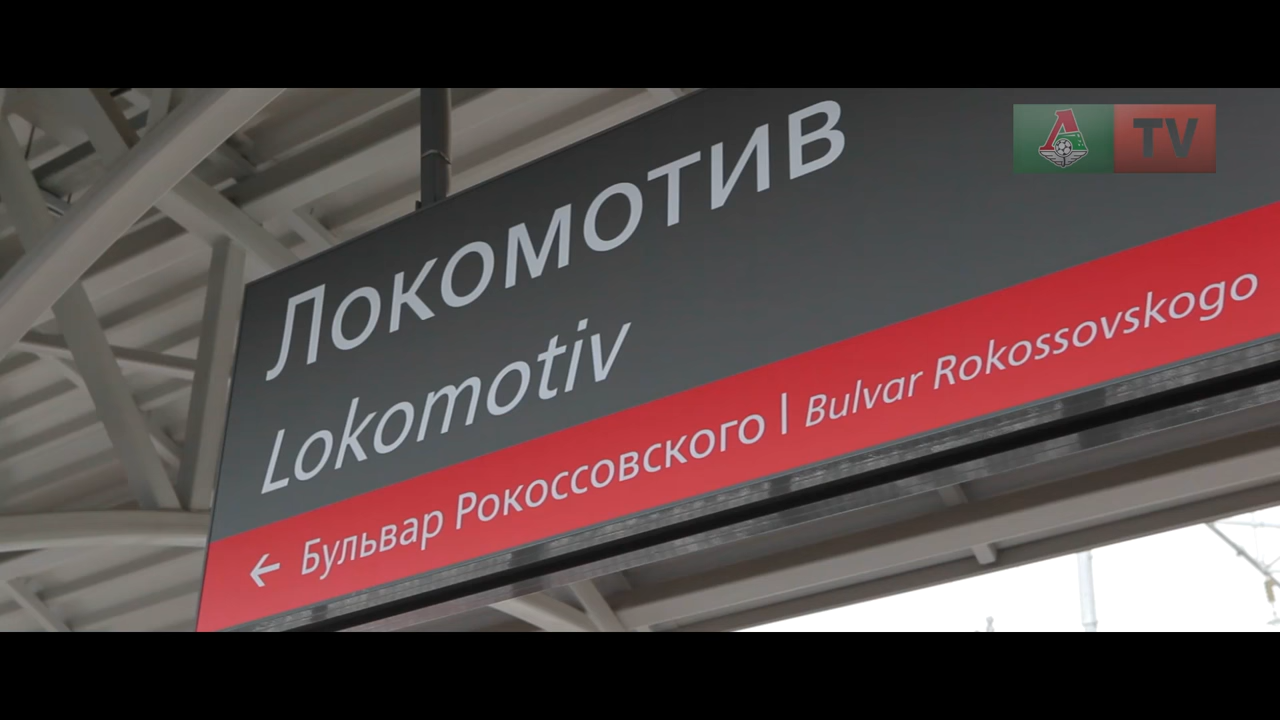 TV
Локомотив
Lokomotiv
← Бульвар Рокоссовского | Bulvar Rokossovskogo